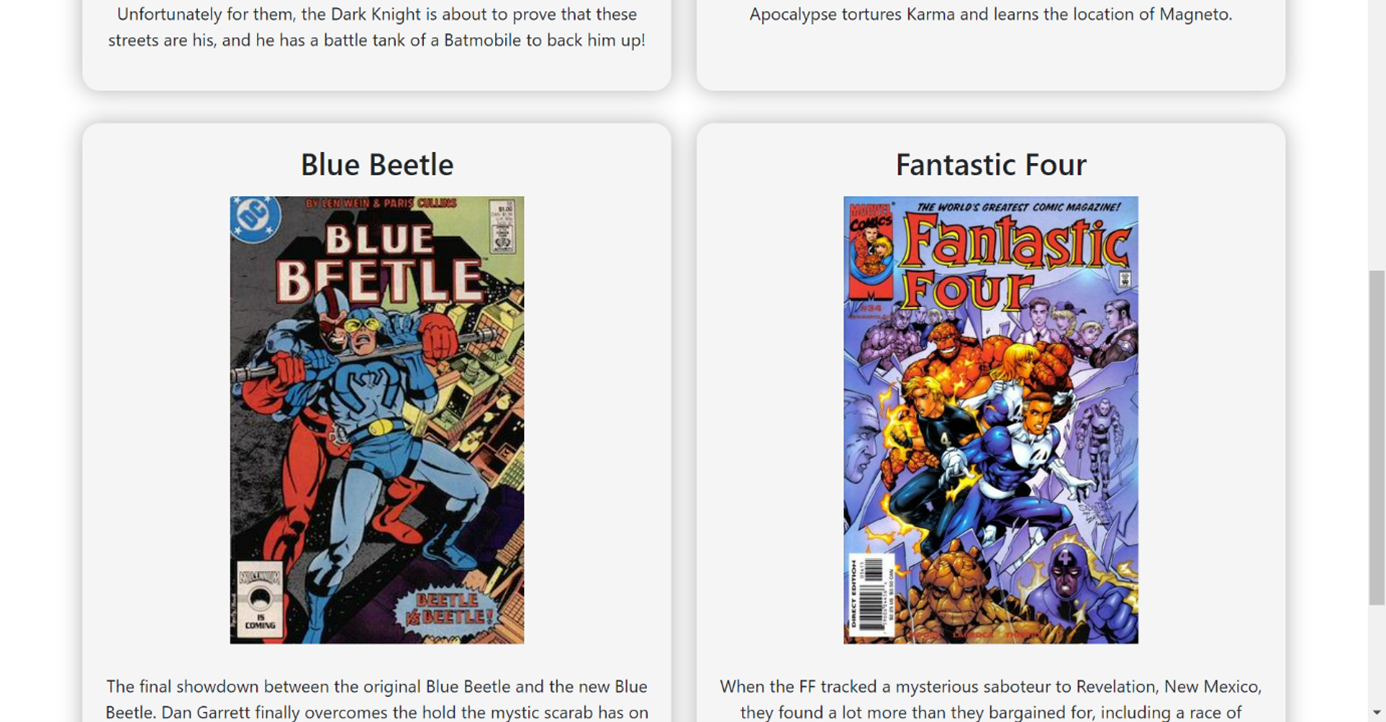 Unfortunately for them, the Dark Knight is about to prove that these
streets are his, and he has a battle tank of a Batmobile to back him up!
Apocalypse tortures Karma and learns the location of Magneto.
Blue Beetle
DC
BY LEN WEIN & PARIS CULLINS
BLUE
BEETLE
MILLENNIUM
IS
COMING
BEETLE
VS BEETLE!
The final showdown between the original Blue Beetle and the new Blue
Beetle. Dan Garrett finally overcomes the hold the mystic scarab has on
Fantastic Four
MARVEL
COMICS
THE WORLD'S GREATEST COMIC MAGAZINE!
Fantastic
Four
#34
4
DIRECT EDITION
When the FF tracked a mysterious saboteur to Revelation, New Mexico,
they found a lot more than they bargained for, including a race of